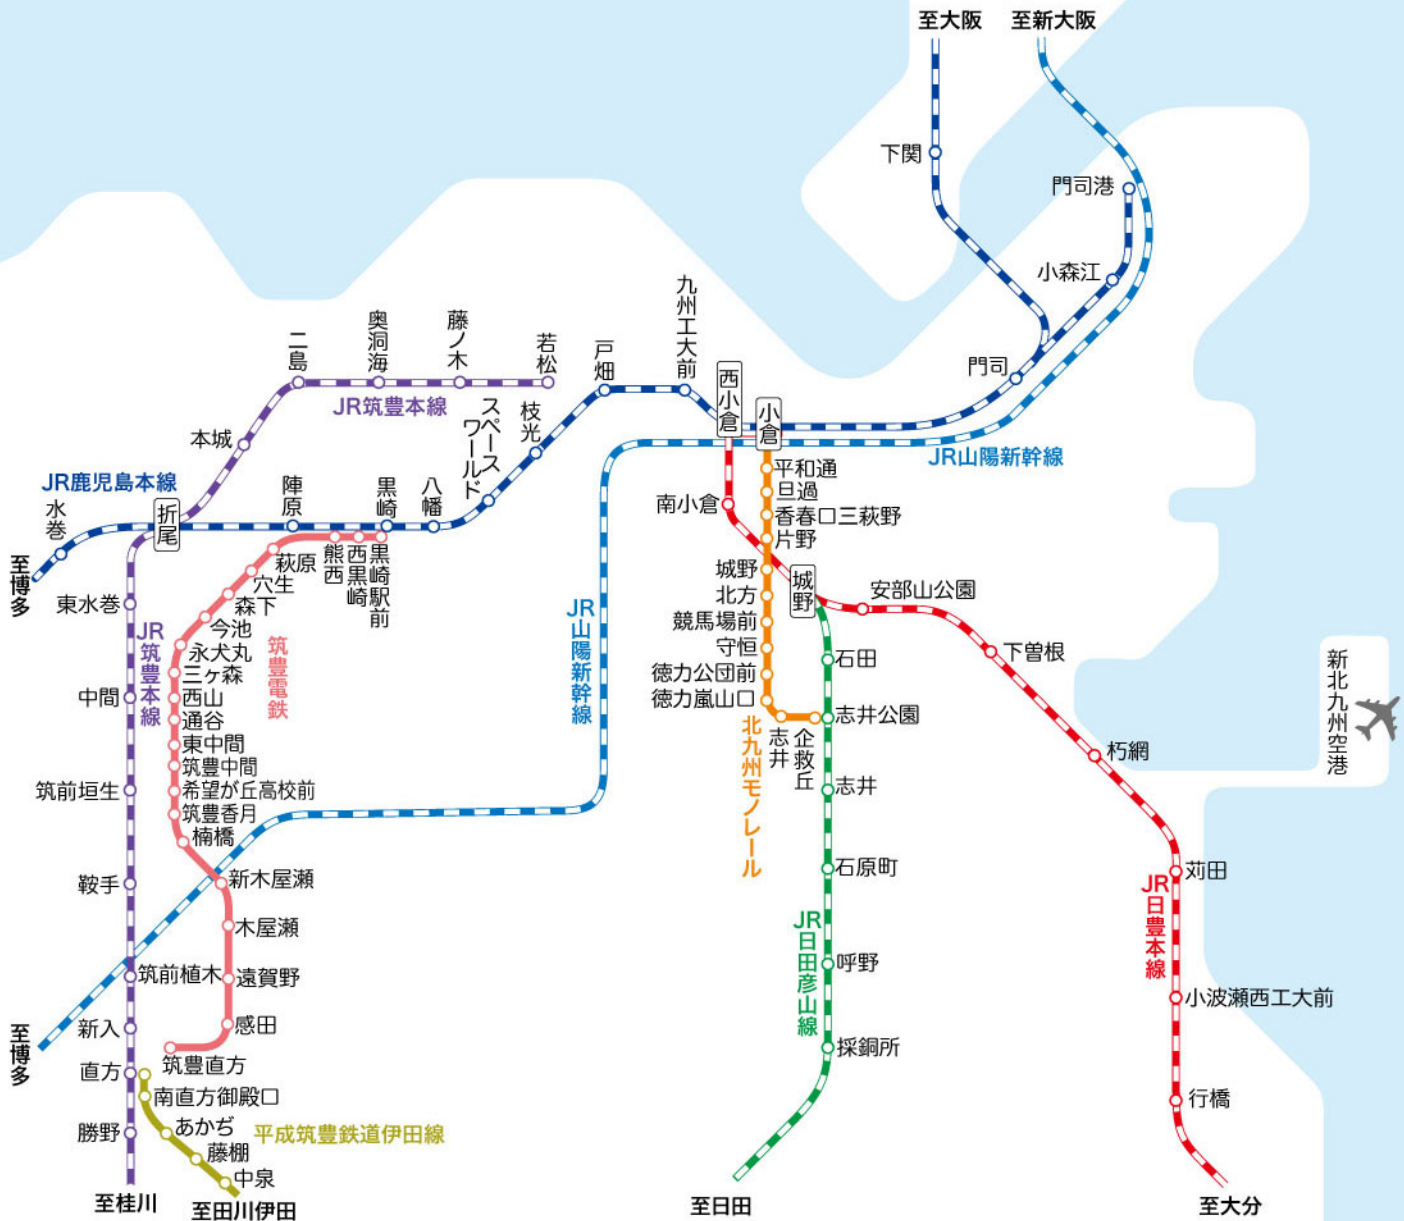 至大阪
至新大阪
下関
門司港
小森江
門司
九州工大前
戸畑
枝光
スペース
ワールド
八幡
黒崎
陣原
折尾
水巻
JR鹿児島本線
至博多
若松
藤ノ木
奥洞海
二島
JR筑豊本線
本城
西小倉
小倉
JR山陽新幹線
平和通
旦過
香春口三萩野
片野
城野
北方
競馬場前
守恒
徳力公団前
徳力嵐山口
志井
企救丘
北九州モノレール
南小倉
城野
安部山公園
下曽根
朽網
苅田
JR日豊本線
小波瀬西工大前
行橋
至大分
新北九州空港
石田
志井公園
志井
石原町
JR日田彦山線
呼野
採銅所
至日田
JR山陽新幹線
黒崎駅前
西黒崎
熊西
萩原
穴生
森下
今池
永犬丸
三ヶ森
西山
通谷
東中間
筑豊中間
希望が丘高校前
筑豊香月
楠橋
新木屋瀬
木屋瀬
遠賀野
感田
筑豊直方
筑豊電鉄
東水巻
JR筑豊本線
中間
筑前垣生
鞍手
筑前植木
新入
直方
勝野
至桂川
至博多
南直方御殿口
あかぢ
藤棚
中泉
平成筑豊鉄道伊田線
至田川伊田